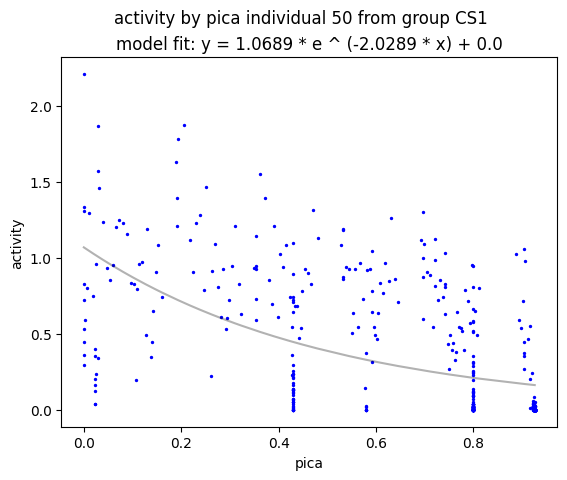 activity by pica individual 50 from group CS1
model fit: y = 1.0689 * e ^ (-2.0289 * x) + 0.0
2.0
1.5
1.0
0.5
0.0
activity
0.0 0.2 0.4 0.6 0.8
pica